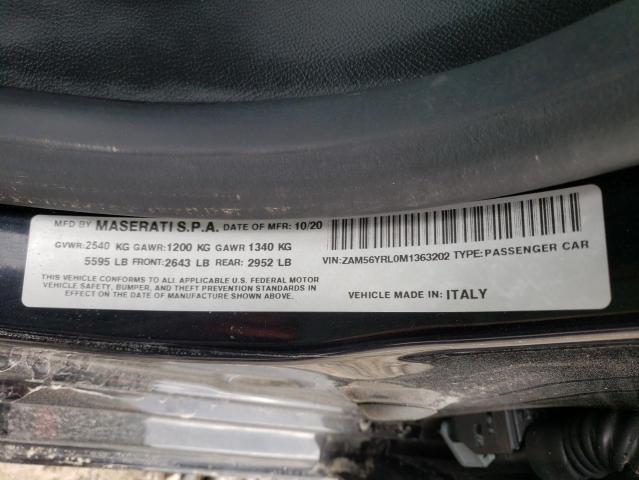 MFD BY MASERATI S.P.A. DATE OF MFR: 10/20
GVWR:2540 KG GAWR:1200 KG GAWR 1340 KG
5595 LB FRONT:2643 LB REAR: 2952 LB
THIS VEHICLE CONFORMS TO ALL APPLICABLE U.S. FEDERAL MOTOR
VEHICLE SAFETY, BUMPER, AND THEFT PREVENTION STANDARDS IN
EFFECT ON THE DATE OF MANUFACTURE SHOWN ABOVE.
VIN:ZAM56YRL0M1363202 TYPE:PASSENGER CAR
VEHICLE MADE IN: ITALY